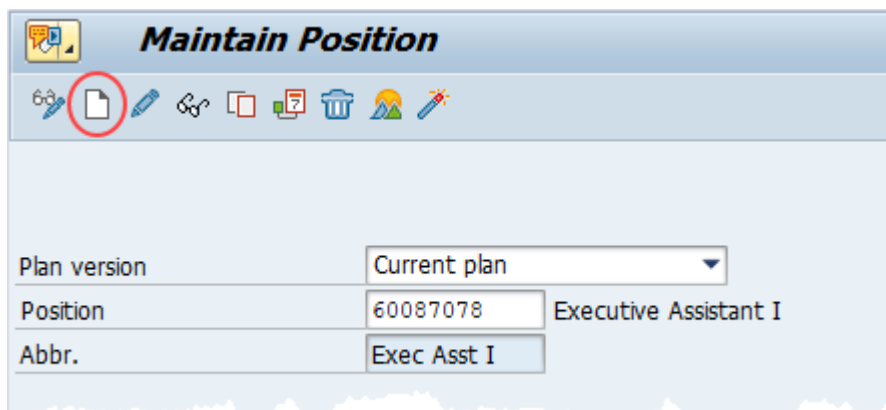 Maintain Position
Plan version Current plan
Position 60087078 Executive Assistant I
Abbr. Exec Asst I